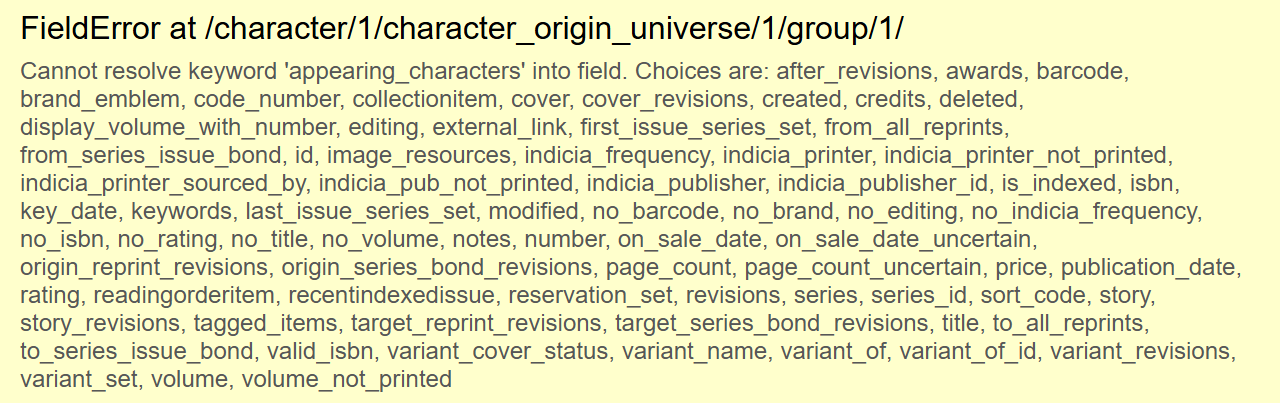 FieldError at /character/1/character_origin_universe/1/group/1/
Cannot resolve keyword 'appearing_characters' into field. Choices are: after_revisions, awards, barcode,
brand_emblem, code_number, collectionitem, cover, cover_revisions, created, credits, deleted,
display_volume_with_number, editing, external_link, first_issue_series_set, from_all_reprints,
from_series_issue_bond, id, image_resources, indicia_frequency, indicia_printer, indicia_printer_not_printed,
indicia_printer_sourced_by, indicia_pub_not_printed, indicia_publisher, indicia_publisher_id, is_indexed, isbn,
key_date, keywords, last_issue_series_set, modified, no_barcode, no_brand, no_editing, no_indicia_frequency,
no_isbn, no_rating, no_title, no_volume, notes, number, on_sale_date, on_sale_date_uncertain,
origin_reprint_revisions, origin_series_bond_revisions, page_count, page_count_uncertain, price, publication_date,
rating, readingorderitem, recentindexedissue, reservation_set, revisions, series, series_id, sort_code, story,
story_revisions, tagged_items, target_reprint_revisions, target_series_bond_revisions, title, to_all_reprints,
to_series_issue_bond, valid_isbn, variant_cover_status, variant_name, variant_of, variant_of_id, variant_revisions,
variant_set, volume, volume_not_printed